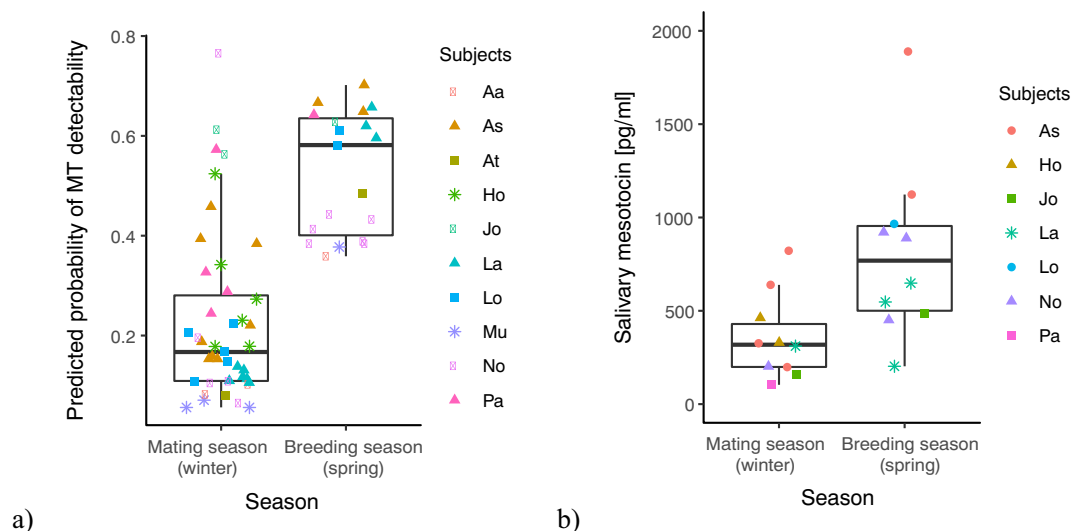 Predicted probability of MT detectability
0.8
0.6
0.4
0.2
Mating season
(winter)
Breeding season
(spring)
Season
Subjects
Aa
As
At
Ho
Jo
La
Lo
Mu
No
Pa
a)
Salivary mesotocin [pg/ml]
2000
1500
1000
500
0
Mating season
(winter)
Breeding season
(spring)
Season
Subjects
As
Ho
Jo
La
Lo
No
Pa
b)